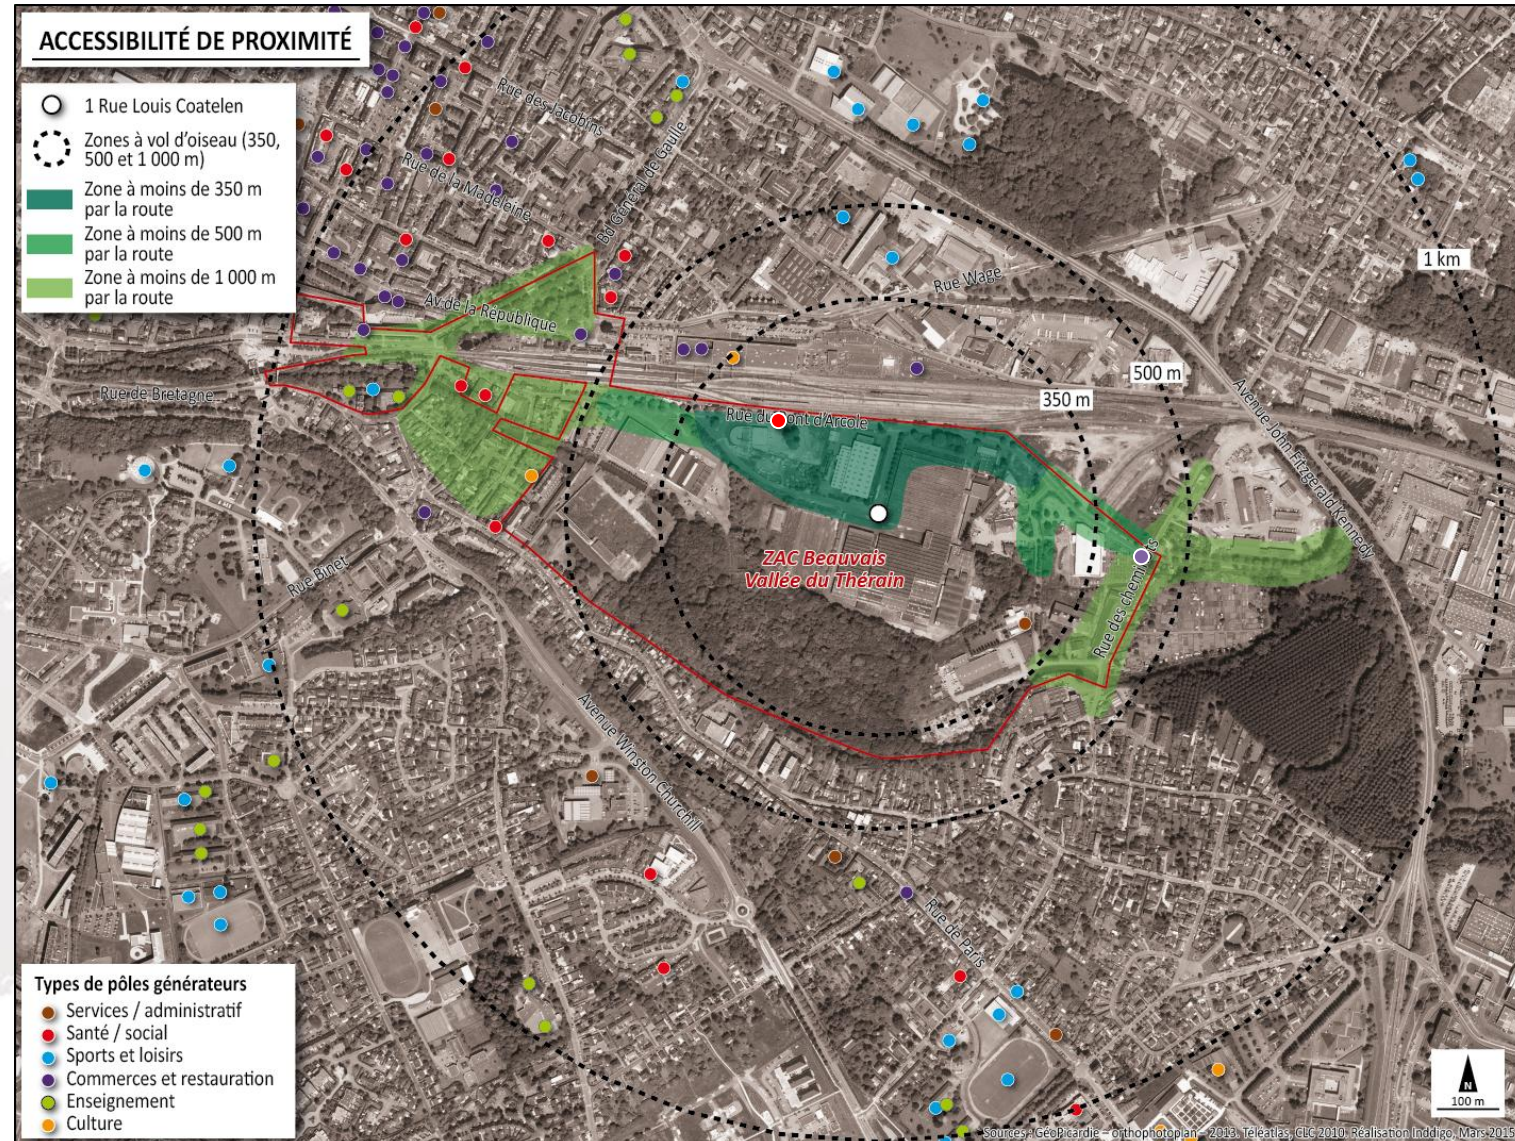 ACCESSIBILITÉ DE PROXIMITÉ
1 Rue Louis Coatelen
Zones à vol d'oiseau (350,
500 et 1 000 m)
Zone à moins de 350 m
par la route
Zone à moins de 500 m
par la route
Zone à moins de 1 000 m
par la route
Rue des Jacobins
Rue de la Madeleine
Bd Général de Gaulle
1 km
Rue Wage
Av. de la République
500 m
350 m
Rue de Bretagne
Rue du Pont d'Arcole
Avenue John Fitzgerald Kennedy
ZAC Beauvais
Vallée du Thérain
Rue Binet
Rue des cheminots
Avenue Winston Churchill
Rue de Paris
Types de pôles générateurs
Services / administratif
Santé / social
Sports et loisirs
Commerces et restauration
Enseignement
Culture
N
100 m
Sources : GéoPicardie – orthophotoplan – 2013, Téléatlas, CLC 2010. Réalisation Inddigo. Mars 2015